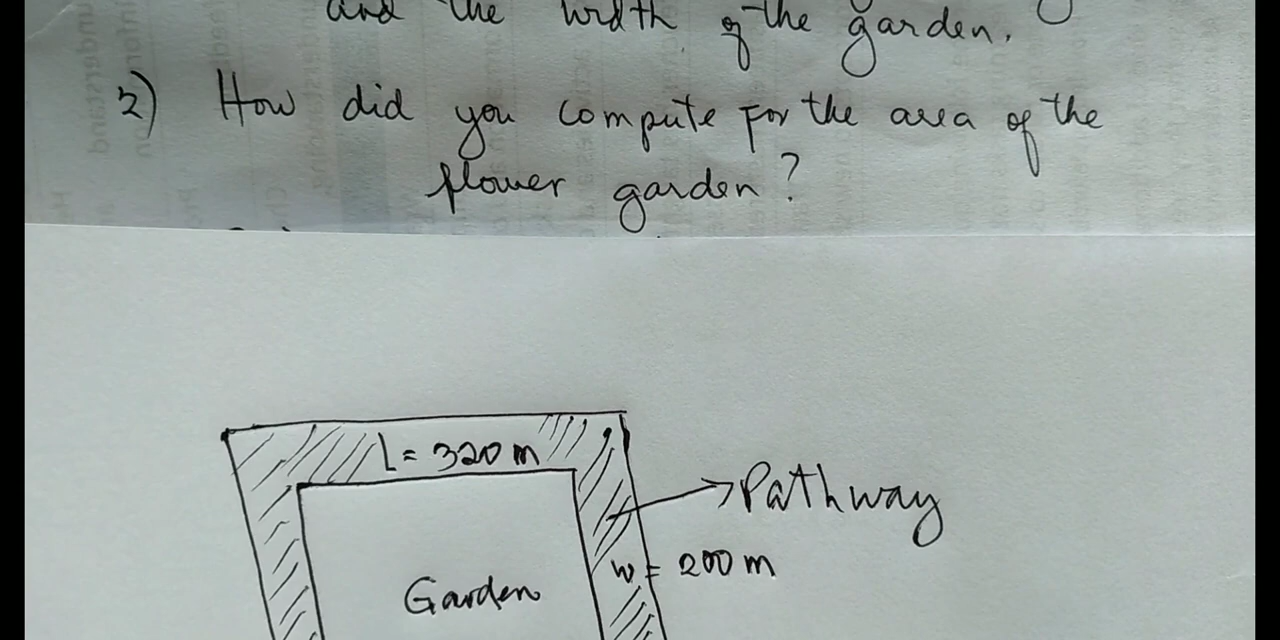 and the width of the garden.
2) How did you compute for the area of the
flower garden?
L = 320 m
Pathway
w = 200 m
Garden